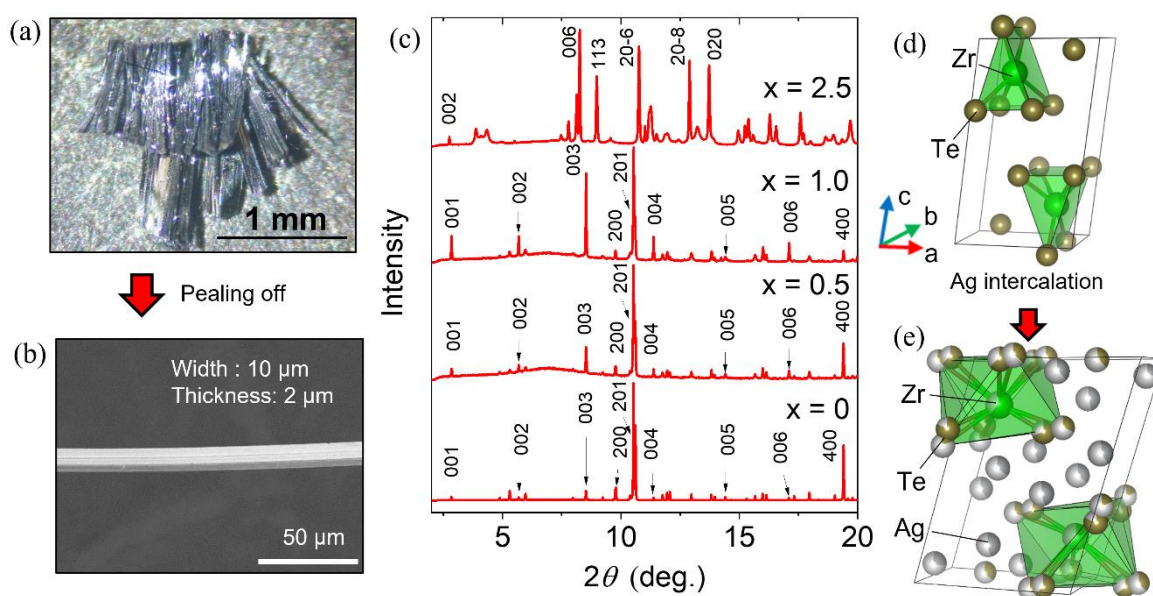 (a)
1 mm
Pealing off
(b)
Width : 10 µm
Thickness: 2 µm
50 µm
(c)
Intensity
002
006
113
20-6
20-8
020
x = 2.5
001
002
003
200
201
004
005
006
400
x = 1.0
001
002
003
200
201
004
005
006
400
x = 0.5
001
002
003
200
201
004
005
006
400
x = 0
5
10
15
20
2θ (deg.)
(d)
Zr
Te
c
b
a
Ag intercalation
(e)
Zr
Te
Ag